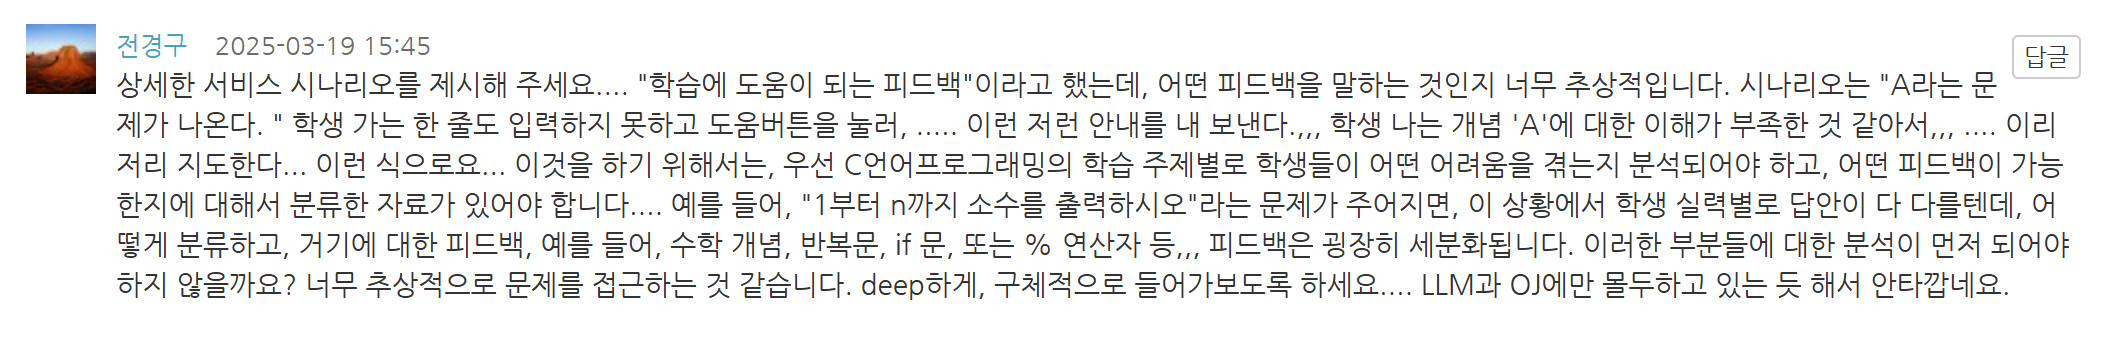 전경구 2025-03-19 15:45
답글
상세한 서비스 시나리오를 제시해 주세요.... "학습에 도움이 되는 피드백"이라고 했는데, 어떤 피드백을 말하는 것인지 너무 추상적입니다. 시나리오는 "A라는 문
제가 나온다. " 학생 가는 한 줄도 입력하지 못하고 도움버튼을 눌러, ..... 이런 저런 안내를 내 보낸다.,,, 학생 나는 개념 'A'에 대한 이해가 부족한 것 같아서,,, .... 이리
저리 지도한다... 이런 식으로요... 이것을 하기 위해서는, 우선 C언어프로그래밍의 학습 주제별로 학생들이 어떤 어려움을 겪는지 분석되어야 하고, 어떤 피드백이 가능
한지에 대해서 분류한 자료가 있어야 합니다.... 예를 들어, "1부터 n까지 소수를 출력하시오"라는 문제가 주어지면, 이 상황에서 학생 실력별로 답안이 다 다를텐데, 어
떻게 분류하고, 거기에 대한 피드백, 예를 들어, 수학 개념, 반복문, if 문, 또는 % 연산자 등,,, 피드백은 굉장히 세분화됩니다. 이러한 부분들에 대한 분석이 먼저 되어야
하지 않을까요? 너무 추상적으로 문제를 접근하는 것 같습니다. deep하게, 구체적으로 들어가보도록 하세요.... LLM과 OJ에만 몰두하고 있는 듯 해서 안타깝네요.